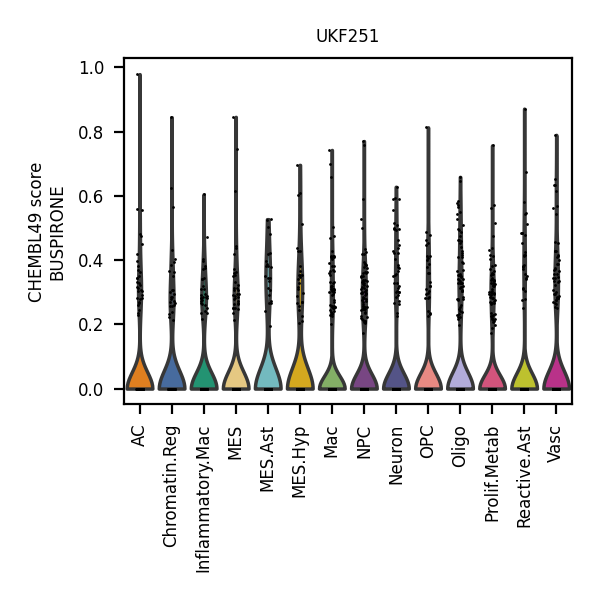 UKF251
CHEMBL49 score
BUSPIRONE
1.0
0.8
0.6
0.4
0.2
0.0
AC
Chromatin.Reg
Inflammatory.Mac
MES
MES.Ast
MES.Hyp
Mac
NPC
Neuron
OPC
Oligo
Prolif.Metab
Reactive.Ast
Vasc